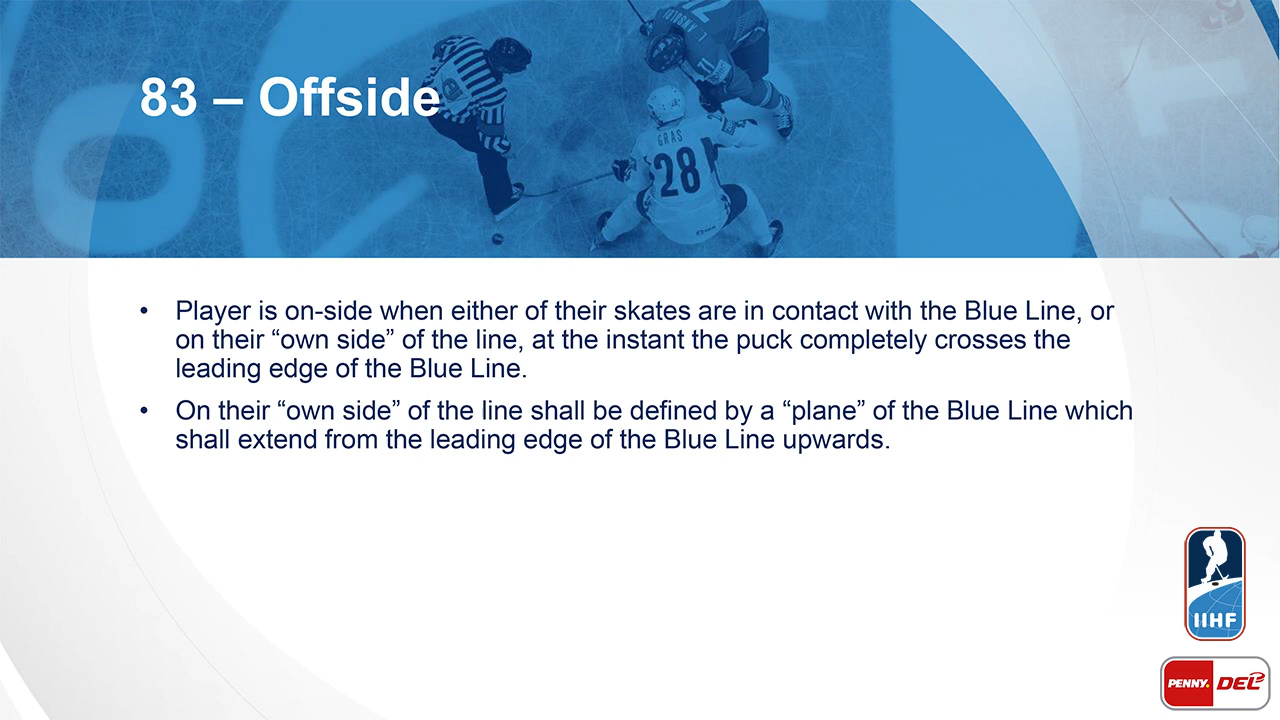 83 – Offside
GRAS
28
• Player is on-side when either of their skates are in contact with the Blue Line, or
on their “own side” of the line, at the instant the puck completely crosses the
leading edge of the Blue Line.
• On their “own side” of the line shall be defined by a “plane” of the Blue Line which
shall extend from the leading edge of the Blue Line upwards.
IIHF
PENNY. DEL